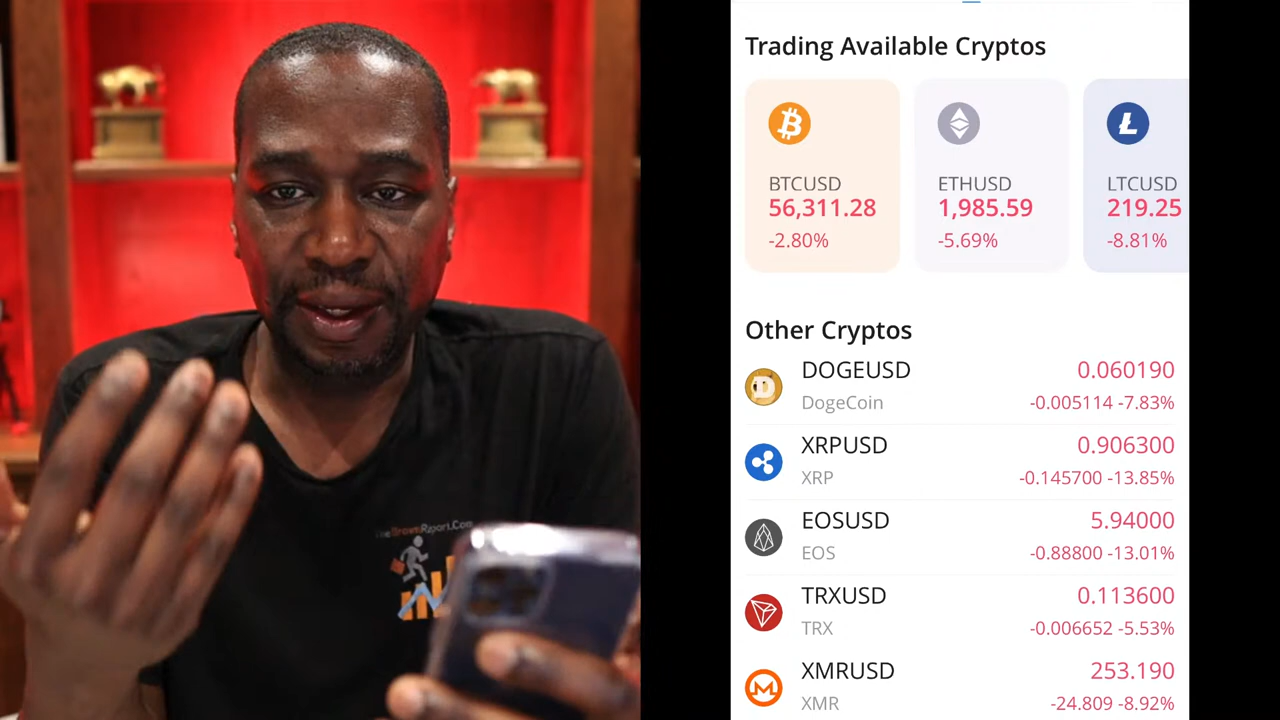 Trading Available Cryptos
BTCUSD
56,311.28
-2.80%
ETHUSD
1,985.59
-5.69%
LTCUSD
219.25
-8.81%
Other Cryptos
DOGEUSD 0.060190
DogeCoin -0.005114 -7.83%
XRPUSD 0.906300
XRP -0.145700 -13.85%
EOSUSD 5.94000
EOS -0.88800 -13.01%
TRXUSD 0.113600
TRX -0.006652 -5.53%
XMRUSD 253.190
XMR -24.809 -8.92%